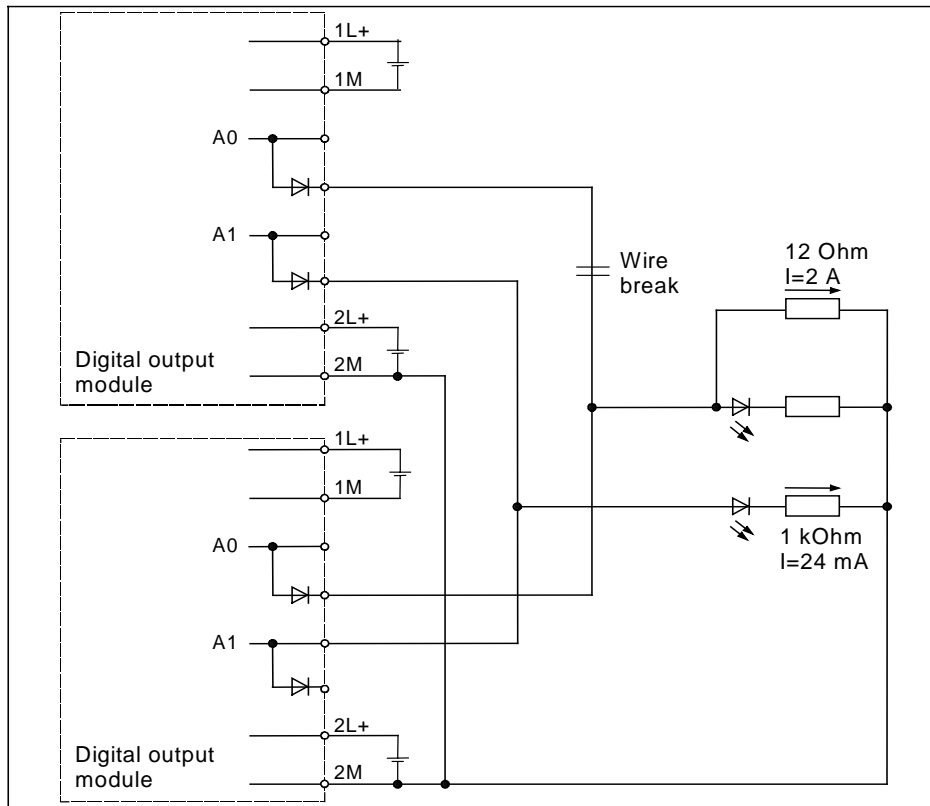 1L+
1M
A0
A1
Wire
break
12 Ohm
I=2 A
2L+
Digital output
module
2M
1L+
1M
A0
1 kOhm
I=24 mA
A1
2L+
Digital output
module
2M